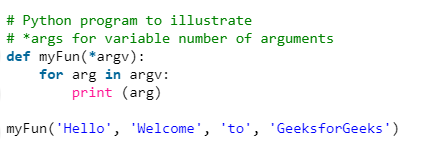 # Python program to illustrate
# *args for variable number of arguments
def myFun(*argv):
    for arg in argv:
        print (arg)

myFun('Hello', 'Welcome', 'to', 'GeeksforGeeks')